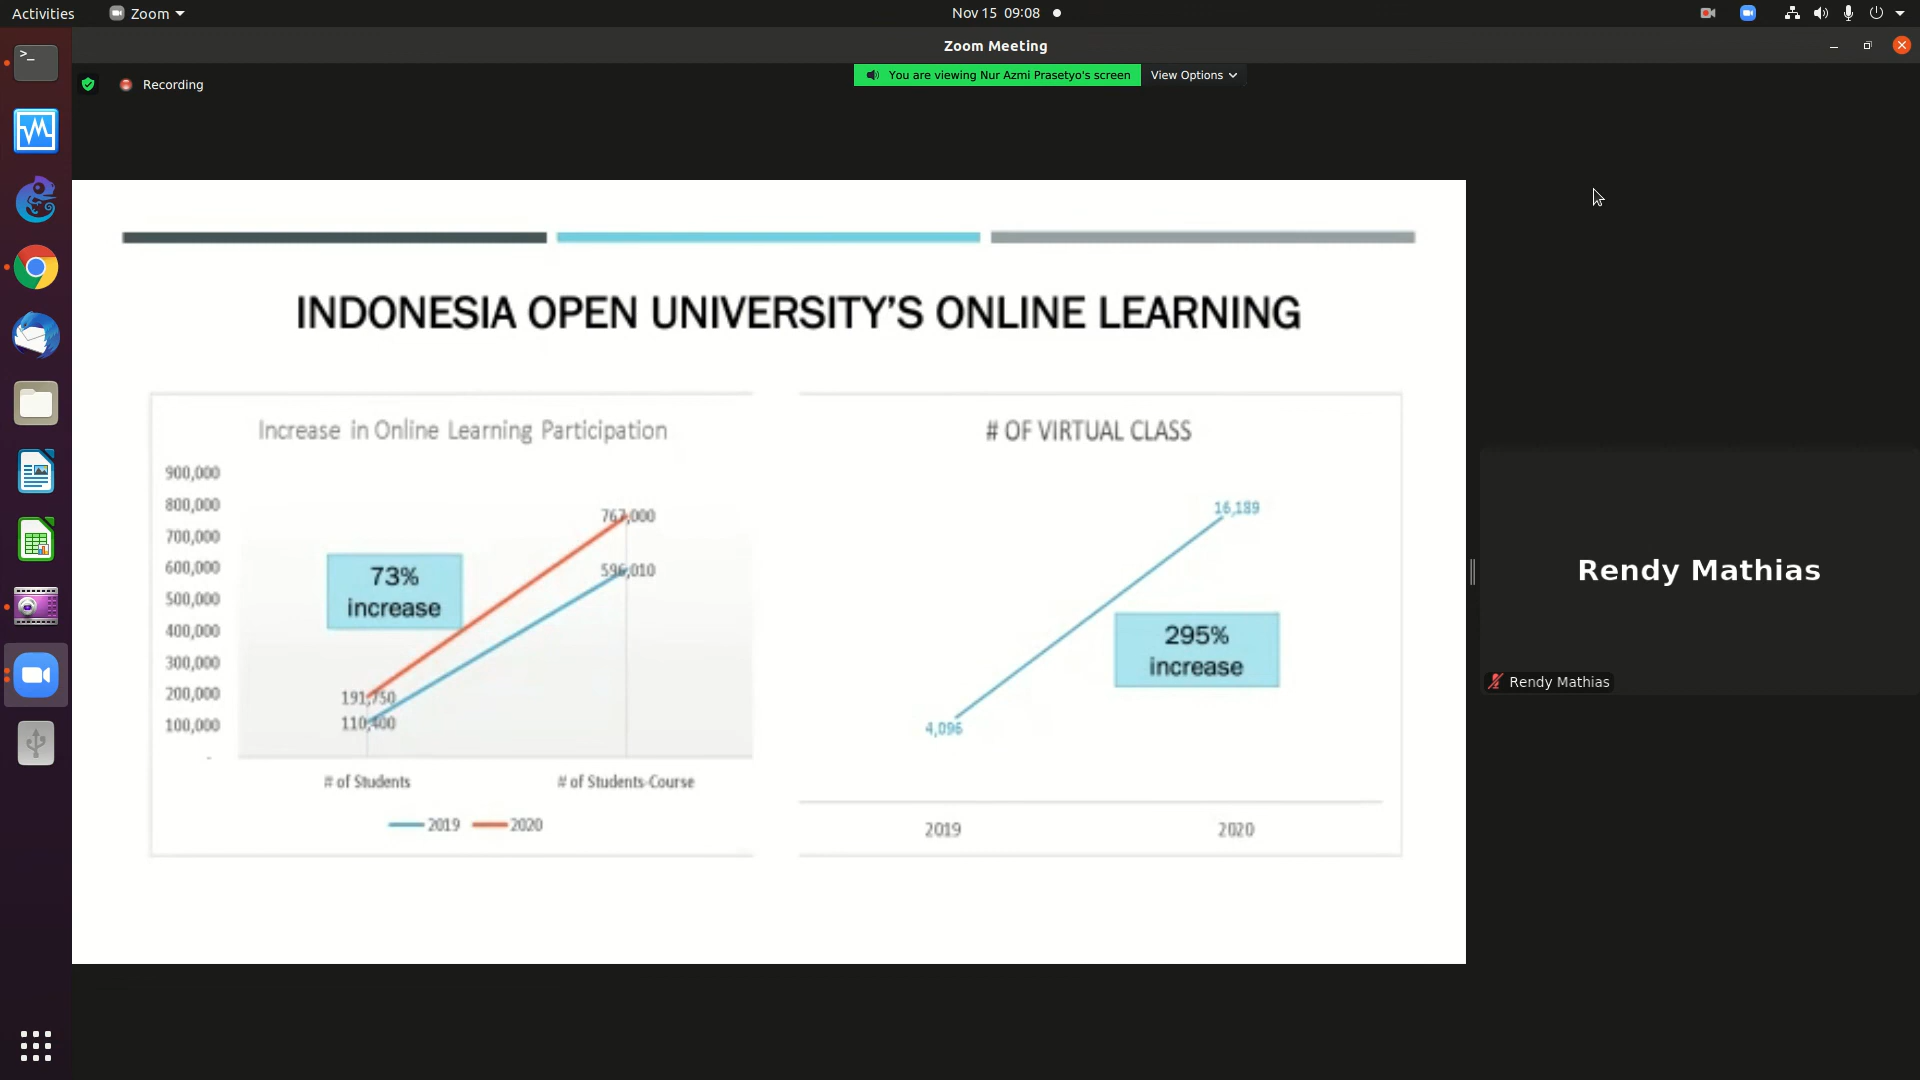 Activities
Zoom
Nov 15 09:08
Zoom Meeting
Recording
You are viewing Nur Azmi Prasetyo's screen
View Options
INDONESIA OPEN UNIVERSITY'S ONLINE LEARNING
Increase in Online Learning Participation
900,000
800,000
700,000
600,000
500,000
400,000
300,000
200,000
100,000
-
767,000
596,010
73%
increase
191,750
110,400
# of Students
# of Students-Course
2019
2020
# OF VIRTUAL CLASS
16,189
295%
increase
4,096
2019
2020
Rendy Mathias
Rendy Mathias